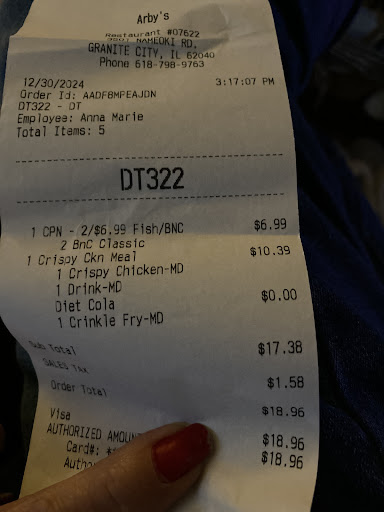 Arby's
Restaurant #07622
3501 NAMEOKI RD.
GRANITE CITY, IL 62040
Phone 618-798-9763
12/30/2024 3:17:07 PM
Order Id: AADFBMPEAJDN
DT322 - DT
Employee: Anna Marie
Total Items: 5
DT322
1 CPN - 2/$6.99 Fish/BNC $6.99
2 BnC Classic
1 Crispy Ckn Meal $10.39
1 Crispy Chicken-MD
1 Drink-MD
Diet Cola $0.00
1 Crinkle Fry-MD
Sub Total $17.38
SALES TAX $1.58
Order Total $18.96
Visa $18.96
AUTHORIZED $18.96
Card#: